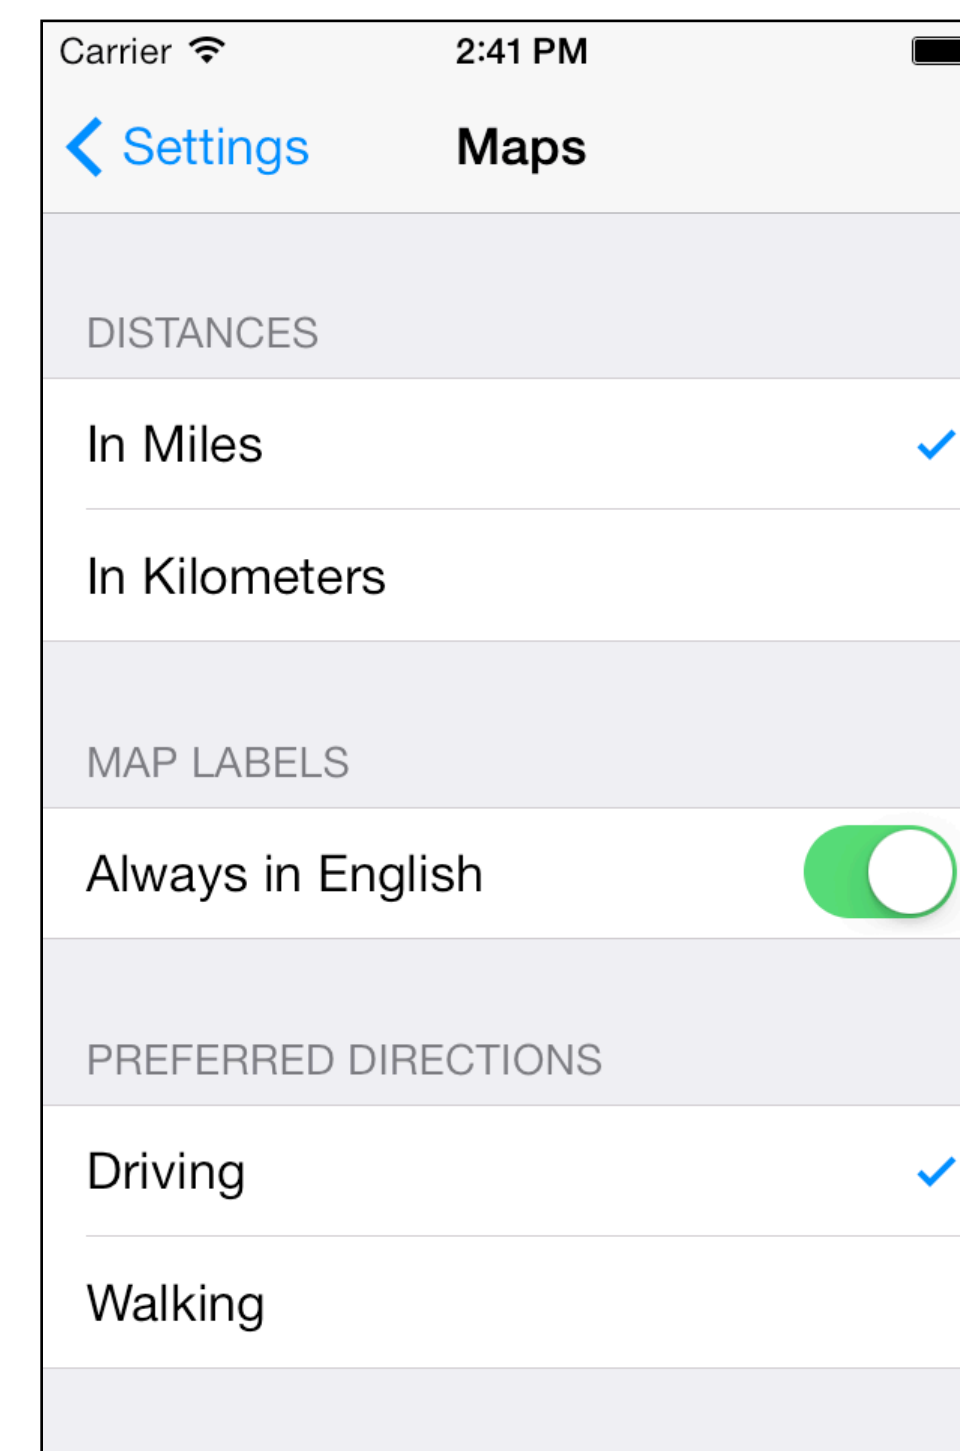 Carrier 2:41 PM
Settings Maps
DISTANCES
In Miles
In Kilometers
MAP LABELS
Always in English
PREFERRED DIRECTIONS
Driving
Walking